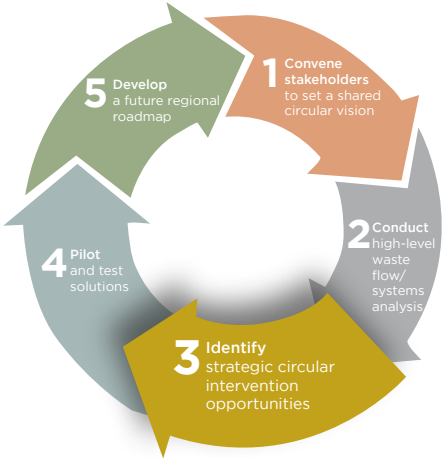 1 Convene
stakeholders
to set a shared
circular vision
2 Conduct
high-level
waste
flow/
systems
analysis
3 Identify
strategic circular
intervention
opportunities
4 Pilot
and test
solutions
5 Develop
a future regional
roadmap